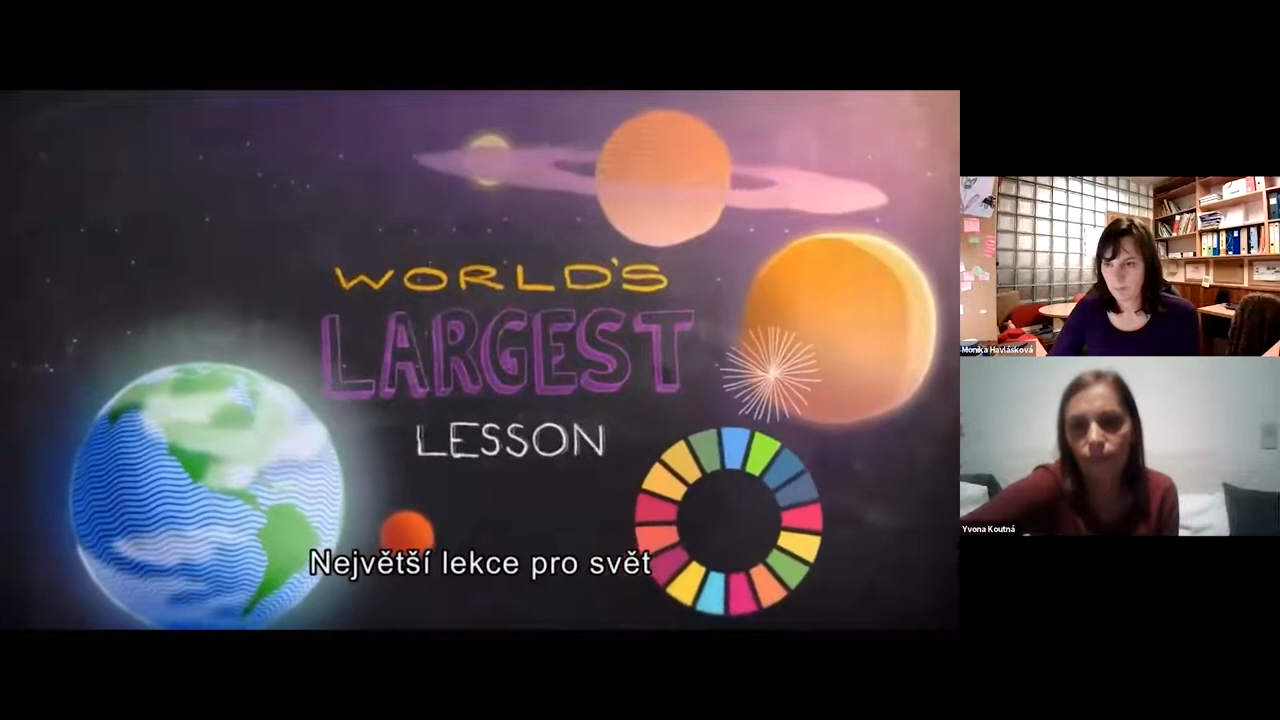 WORLD'S
LARGEST
LESSON
Největší lekce pro svět
Monika Havlásková
Yvona Koutná